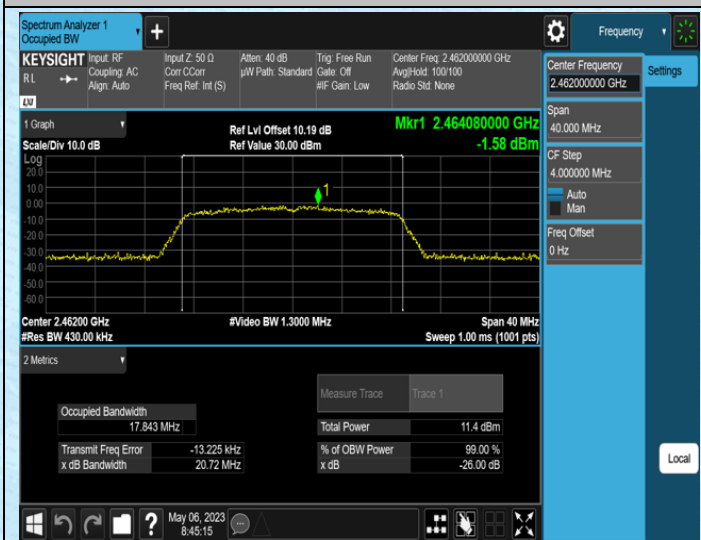 Spectrum Analyzer 1
Occupied BW
Frequency
KEYSIGHT
R L
LXI
Input: RF
Coupling: AC
Align: Auto
Input Z: 50 Ω
Corr CCorr
Freq Ref: Int (S)
Atten: 40 dB
µW Path: Standard
Trig: Free Run
Gate: Off
#IF Gain: Low
Center Freq: 2.462000000 GHz
Avg|Hold: 100/100
Radio Std: None
Center Frequency
2.462000000 GHz
Settings
Span
40.000 MHz
CF Step
4.000000 MHz
Auto
Man
Freq Offset
0 Hz
1 Graph
Scale/Div 10.0 dB
Ref Lvl Offset 10.19 dB
Ref Value 30.00 dBm
Mkr1 2.464080000 GHz
-1.58 dBm
Log
20.0
10.0
0.00
-10.0
-20.0
-30.0
-40.0
-50.0
-60.0
1
Center 2.46200 GHz
#Res BW 430.00 kHz
#Video BW 1.3000 MHz
Span 40 MHz
Sweep 1.00 ms (1001 pts)
2 Metrics
Measure Trace
Trace 1
Occupied Bandwidth
17.843 MHz
Total Power
11.4 dBm
Transmit Freq Error
-13.225 kHz
% of OBW Power
99.00 %
x dB Bandwidth
20.72 MHz
x dB
-26.00 dB
Local
?
May 06, 2023
8:45:15